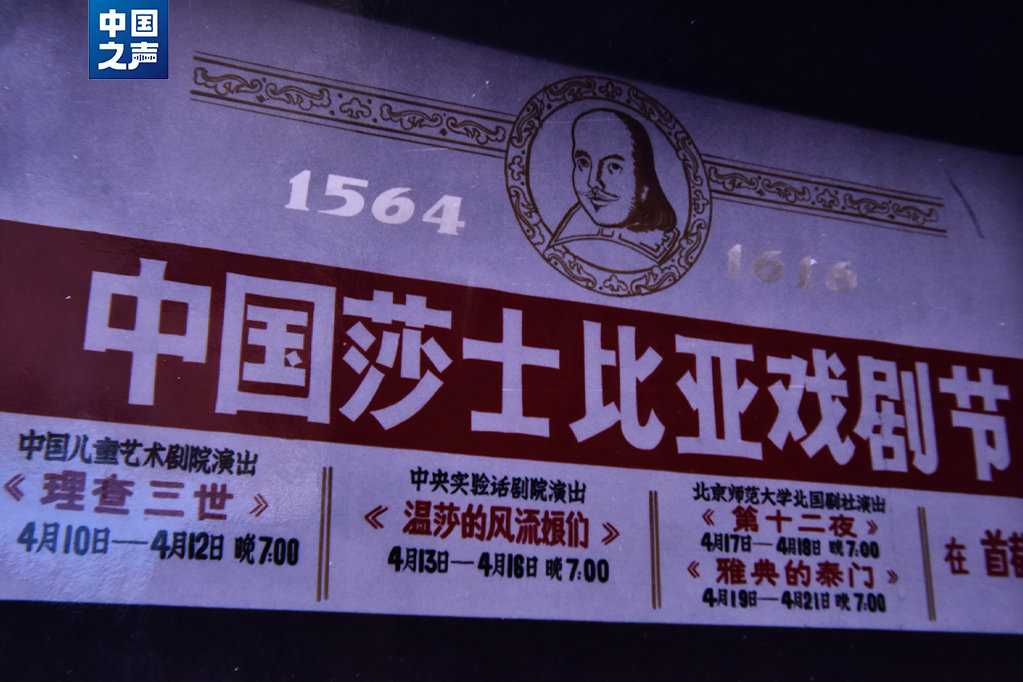 中国
之声
1564
1616
中国莎士比亚戏剧节
中国儿童艺术剧院演出
《理查三世》
4月10日—4月12日 晚7:00
中央实验话剧院演出
《温莎的风流娘们》
4月13日—4月16日 晚7:00
北京师范大学北国剧社演出
《第十二夜》
4月17日—4月18日 晚7:00
《雅典的泰门》
4月19日—4月21日 晚7:00
在首都